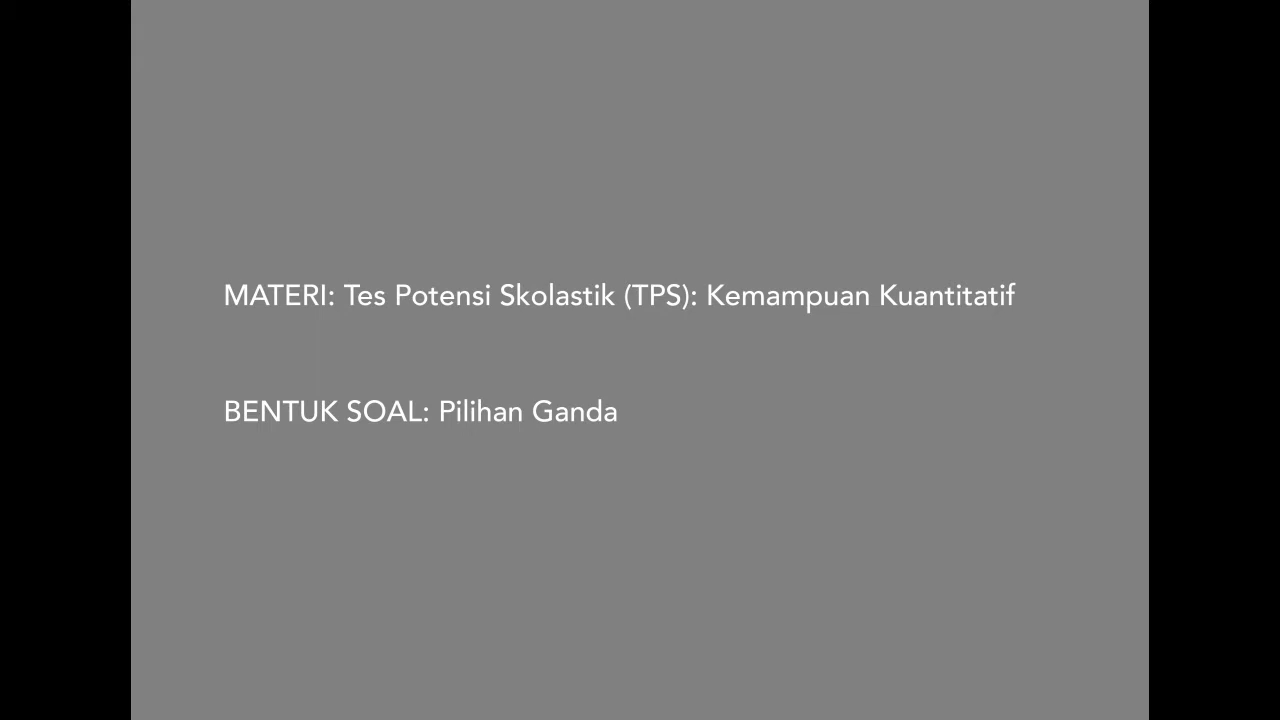 MATERI: Tes Potensi Skolastik (TPS): Kemampuan Kuantitatif
BENTUK SOAL: Pilihan Ganda